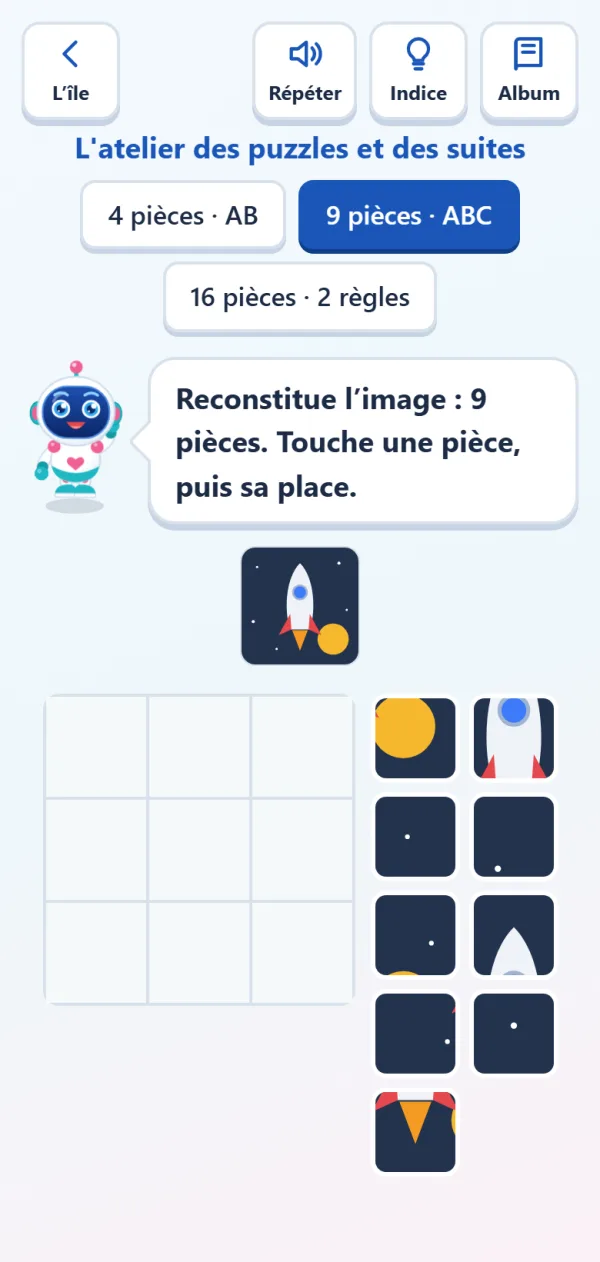 L’île
Répéter
Indice
Album
L'atelier des puzzles et des suites
4 pièces · AB
9 pièces · ABC
16 pièces · 2 règles
Reconstitue l’image : 9
pièces. Touche une pièce,
puis sa place.